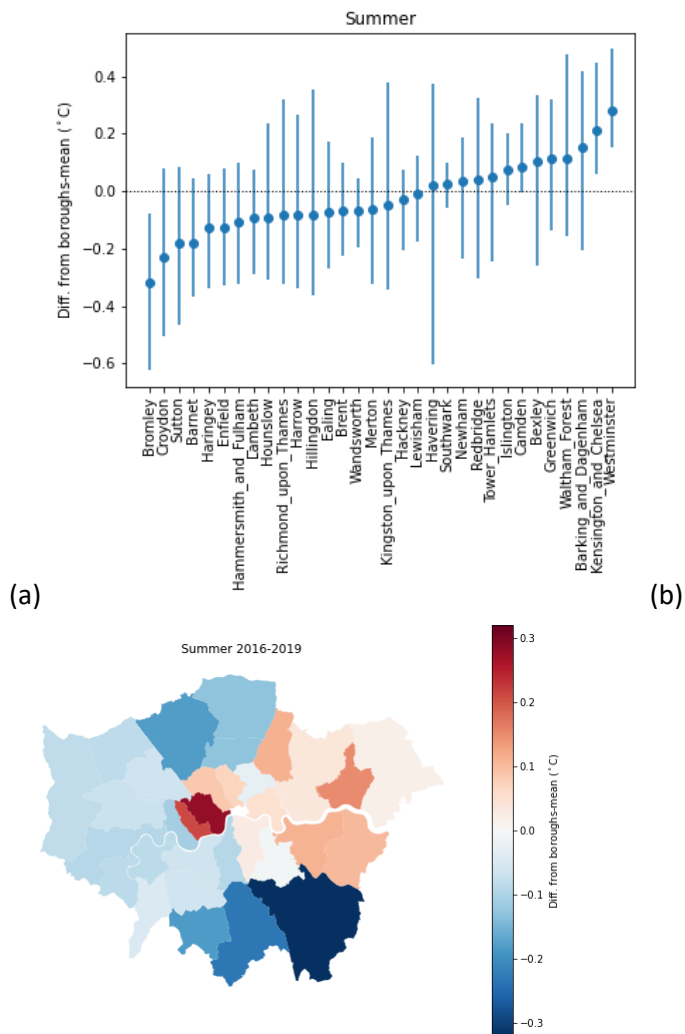 Summer
Diff. from boroughs-mean (˚C)
0.4
0.2
0.0
−0.2
−0.4
−0.6
Bromley
Croydon
Sutton
Barnet
Haringey
Enfield
Hammersmith_and_Fulham
Lambeth
Hounslow
Richmond_upon_Thames
Harrow
Hillingdon
Ealing
Brent
Wandsworth
Merton
Kingston_upon_Thames
Hackney
Lewisham
Havering
Southwark
Newham
Redbridge
Tower_Hamlets
Islington
Camden
Bexley
Greenwich
Waltham_Forest
Barking_and_Dagenham
Kensington_and_Chelsea
Westminster
(a) (b)
Summer 2016-2019
0.3
0.2
0.1
0.0
−0.1
−0.2
−0.3
Diff. from boroughs-mean (˚C)